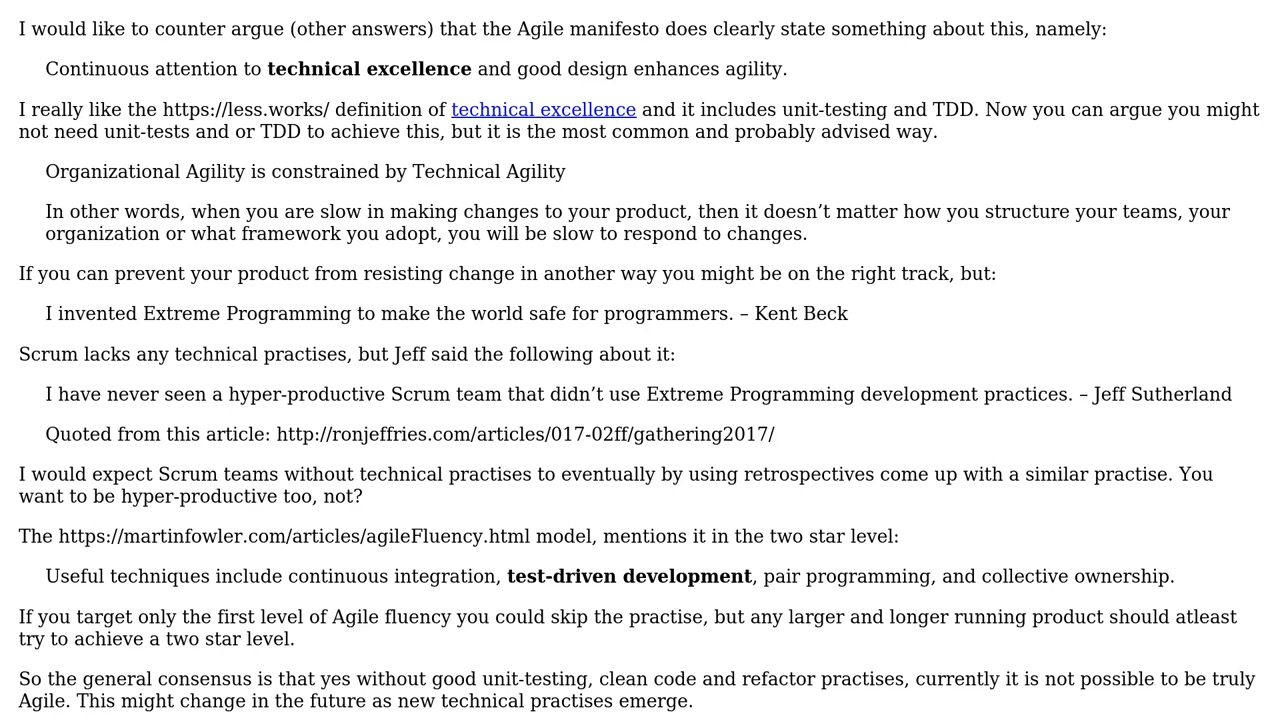 I would like to counter argue (other answers) that the Agile manifesto does clearly state something about this, namely:
Continuous attention to technical excellence and good design enhances agility.
I really like the https://less.works/ definition of technical excellence and it includes unit-testing and TDD. Now you can argue you might
not need unit-tests and or TDD to achieve this, but it is the most common and probably advised way.
Organizational Agility is constrained by Technical Agility
In other words, when you are slow in making changes to your product, then it doesn’t matter how you structure your teams, your
organization or what framework you adopt, you will be slow to respond to changes.
If you can prevent your product from resisting change in another way you might be on the right track, but:
I invented Extreme Programming to make the world safe for programmers. – Kent Beck
Scrum lacks any technical practises, but Jeff said the following about it:
I have never seen a hyper-productive Scrum team that didn’t use Extreme Programming development practices. – Jeff Sutherland
Quoted from this article: http://ronjeffries.com/articles/017-02ff/gathering2017/
I would expect Scrum teams without technical practises to eventually by using retrospectives come up with a similar practise. You
want to be hyper-productive too, not?
The https://martinfowler.com/articles/agileFluency.html model, mentions it in the two star level:
Useful techniques include continuous integration, test-driven development, pair programming, and collective ownership.
If you target only the first level of Agile fluency you could skip the practise, but any larger and longer running product should atleast
try to achieve a two star level.
So the general consensus is that yes without good unit-testing, clean code and refactor practises, currently it is not possible to be truly
Agile. This might change in the future as new technical practises emerge.